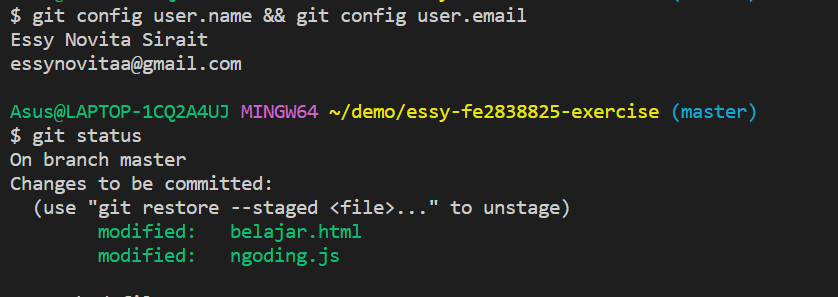 $ git config user.name && git config user.email
Essy Novita Sirait
essynovitaa@gmail.com
Asus@LAPTOP-1CQ2A4UJ MINGW64 ~/demo/essy-fe2838825-exercise (master)
$ git status
On branch master
Changes to be committed:
  (use "git restore --staged <file>..." to unstage)
        modified:   belajar.html
        modified:   ngoding.js